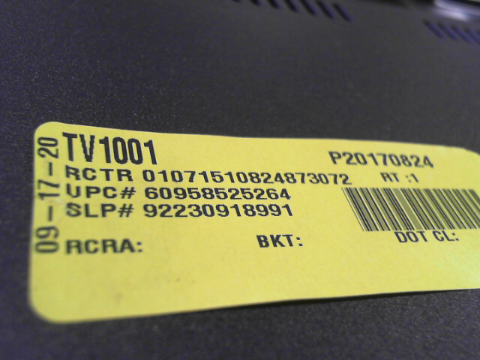 09-17-20
TV1001
P20170824
RCTR 01071510824873072 RT :1
UPC# 60958525264
SLP# 92230918991
RCRA: BKT: DOT CL: